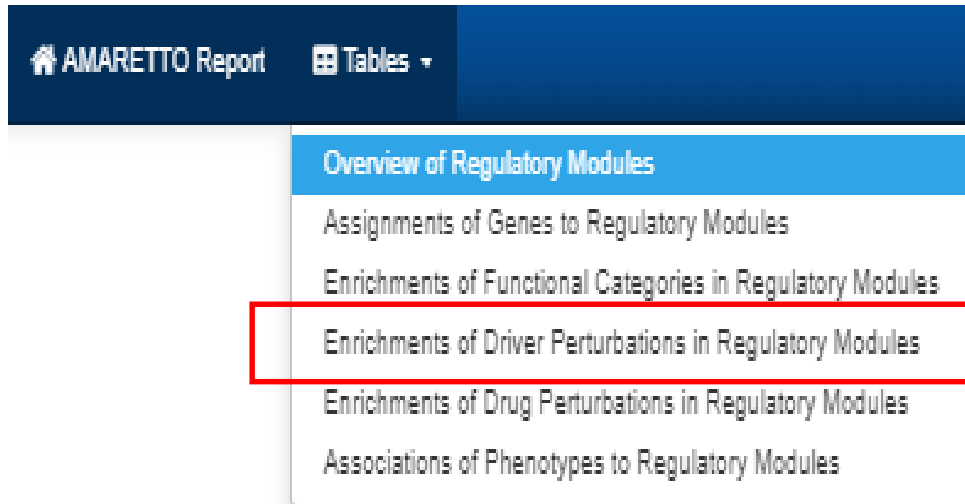 AMARETTO Report Tables
Overview of Regulatory Modules
Assignments of Genes to Regulatory Modules
Enrichments of Functional Categories in Regulatory Modules
Enrichments of Driver Perturbations in Regulatory Modules
Enrichments of Drug Perturbations in Regulatory Modules
Associations of Phenotypes to Regulatory Modules